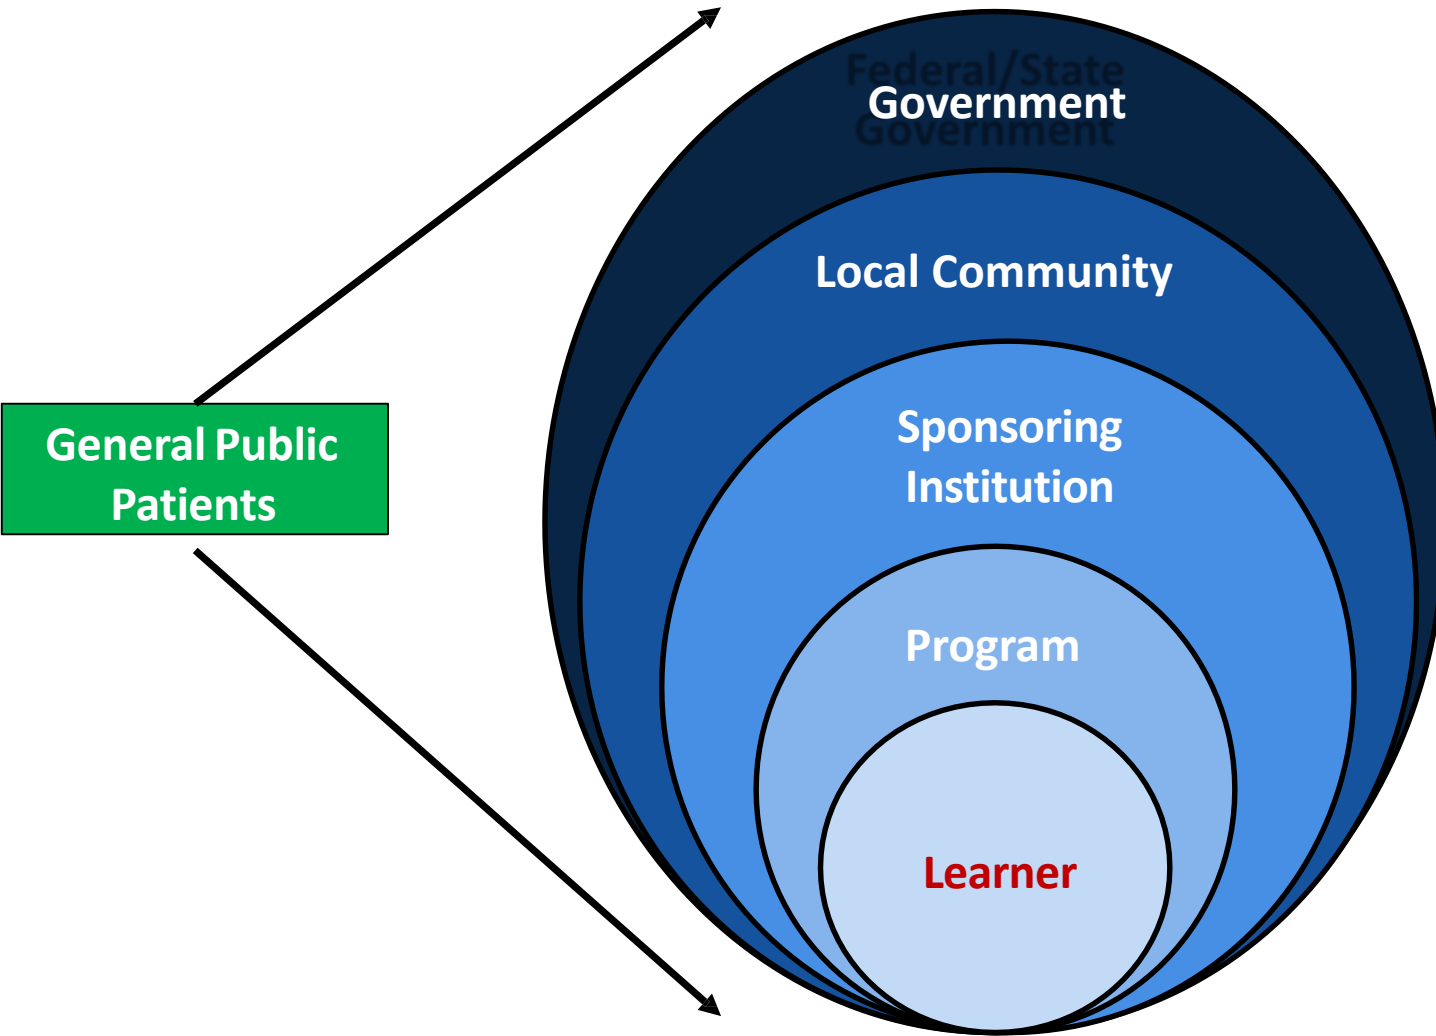 Federal/State
Government
Government
Local Community
General Public
Patients
Sponsoring
Institution
Program
Learner